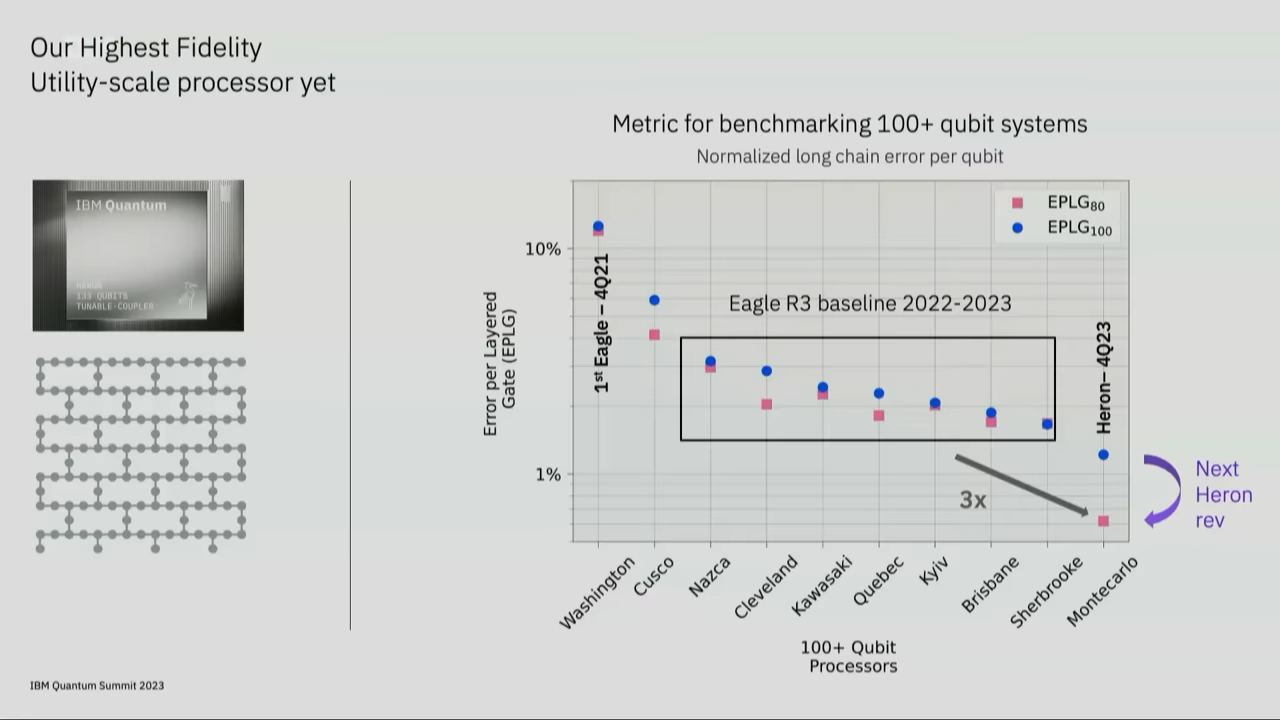 Our Highest Fidelity
Utility-scale processor yet
IBM Quantum
HERON
133 QUBITS
TUNABLE-COUPLER
Metric for benchmarking 100+ qubit systems
Normalized long chain error per qubit
EPLG80
EPLG100
Error per Layered
Gate (EPLG)
10%
1%
1st Eagle – 4Q21
Eagle R3 baseline 2022-2023
Heron– 4Q23
3x
Next
Heron
rev
Washington
Cusco
Nazca
Cleveland
Kawasaki
Quebec
Kyiv
Brisbane
Sherbrooke
Montecarlo
100+ Qubit
Processors
IBM Quantum Summit 2023